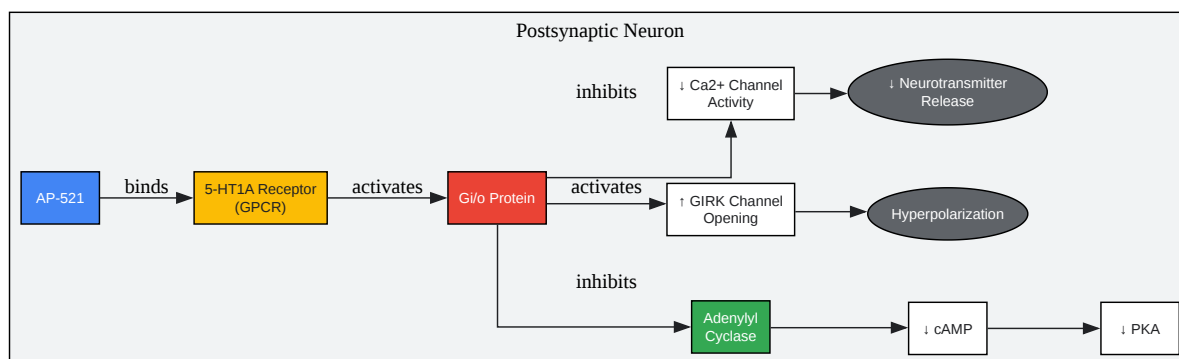 Postsynaptic Neuron
inhibits
↓ Ca2+ Channel
Activity
↓ Neurotransmitter
Release
AP-521
binds
5-HT1A Receptor
(GPCR)
activates
Gi/o Protein
activates
↑ GIRK Channel
Opening
Hyperpolarization
inhibits
Adenylyl
Cyclase
↓ cAMP
↓ PKA